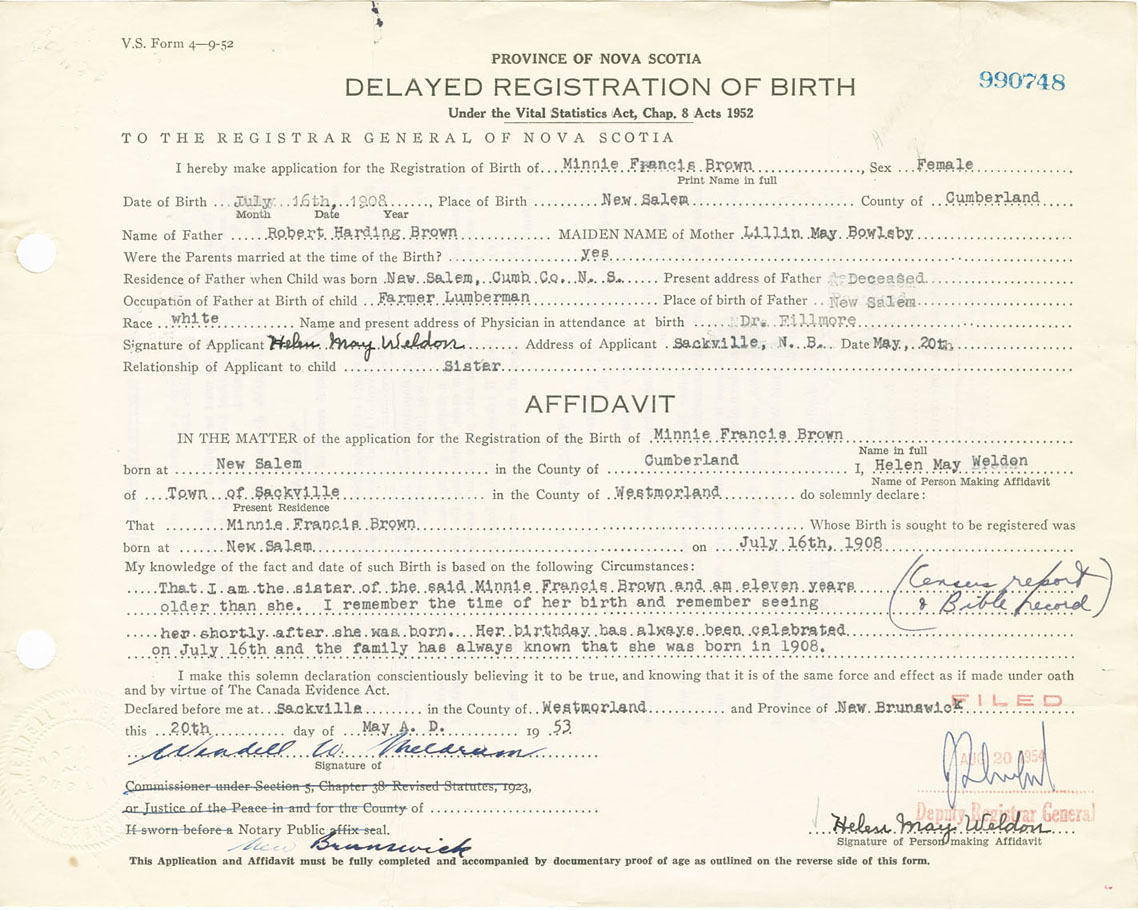 V.S. Form 4—9-52
PROVINCE OF NOVA SCOTIA
DELAYED REGISTRATION OF BIRTH
990748
Under the Vital Statistics Act, Chap. 8 Acts 1952
TO THE REGISTRAR GENERAL OF NOVA SCOTIA
I hereby make application for the Registration of Birth of Minnie Francis Brown, Sex Female
Print Name in full
Date of Birth July 16th, 1908, Place of Birth New Salem County of Cumberland
Month Date Year
Name of Father Robert Harding Brown MAIDEN NAME of Mother Lillin May Bowlsby
Were the Parents married at the time of the Birth? yes
Residence of Father when Child was born New Salem, Cumb Co. N. S. Present address of Father Deceased
Occupation of Father at Birth of child Farmer Lumberman Place of birth of Father New Salem
Race white Name and present address of Physician in attendance at birth Dr. Fillmore
Signature of Applicant Helen May Weldon Address of Applicant Sackville, N. B. Date May, 20th
Relationship of Applicant to child Sister
AFFIDAVIT
IN THE MATTER of the application for the Registration of the Birth of Minnie Francis Brown
Name in full
born at New Salem in the County of Cumberland I, Helen May Weldon
Name of Person Making Affidavit
of Town of Sackville in the County of Westmorland do solemnly declare:
Present Residence
That Minnie Francis Brown Whose Birth is sought to be registered was
born at New Salem on July 16th, 1908
My knowledge of the fact and date of such Birth is based on the following Circumstances:
That I am the sister of the said Minnie Francis Brown and am eleven years
older than she. I remember the time of her birth and remember seeing
her shortly after she was born. Her birthday has always been celebrated
on July 16th and the family has always known that she was born in 1908.
(Census report
& Bible record)
I make this solemn declaration conscientiously believing it to be true, and knowing that it is of the same force and effect as if made under oath
and by virtue of The Canada Evidence Act.
FILED
Declared before me at Sackville in the County of Westmorland and Province of New Brunswick
this 20th day of May A. D. 19 53
Wendell W. Meldrum
Signature of
AUG 20 1954
Commissioner under Section 5, Chapter 38 Revised Statutes, 1923,
or Justice of the Peace in and for the County of
Deputy Registrar General
If sworn before a Notary Public affix seal.
Helen May Weldon
Signature of Person making Affidavit
New Brunswick
This Application and Affidavit must be fully completed and accompanied by documentary proof of age as outlined on the reverse side of this form.